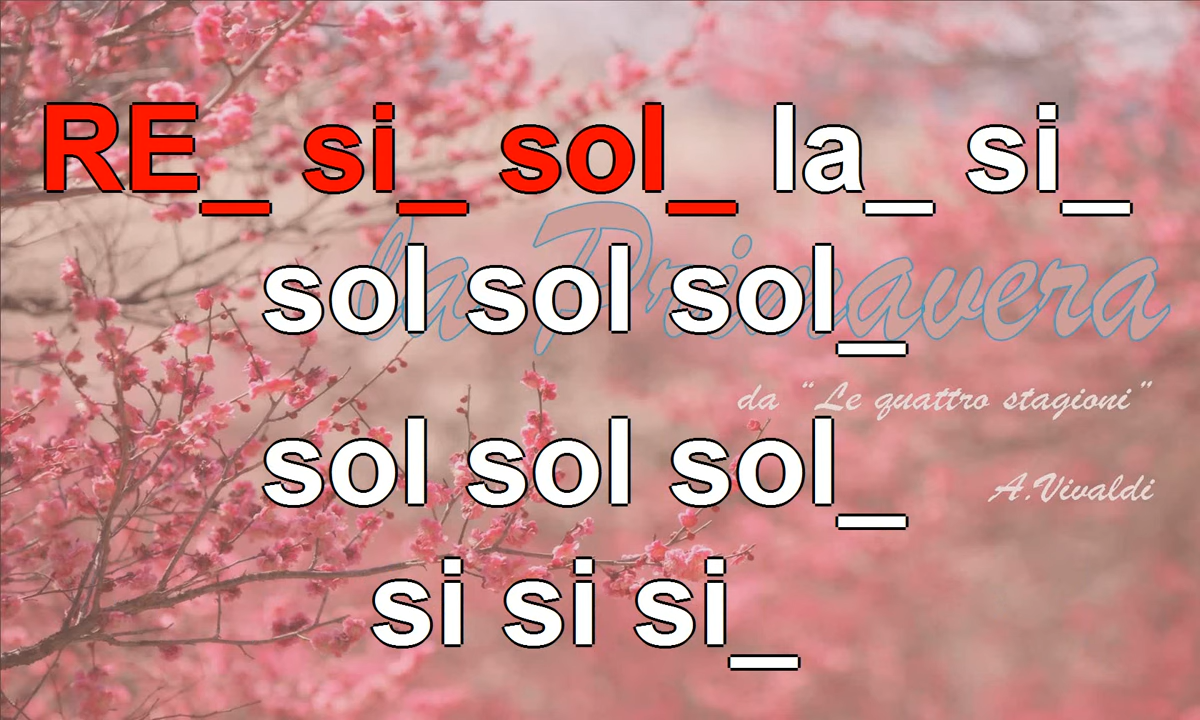 RE_ si_ sol_ la_ si_
sol sol sol_
la Primavera
da “Le quattro stagioni”
sol sol sol_
A.Vivaldi
si si si_